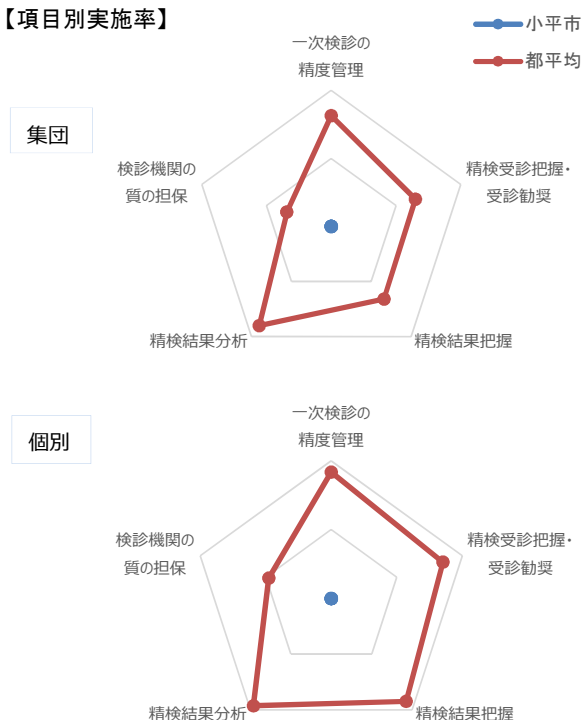 【項目別実施率】
小平市
都平均
集団
一次検診の
精度管理
精検受診把握・
受診勧奨
精検結果把握
精検結果分析
検診機関の
質の担保
個別
一次検診の
精度管理
精検受診把握・
受診勧奨
精検結果把握
精検結果分析
検診機関の
質の担保